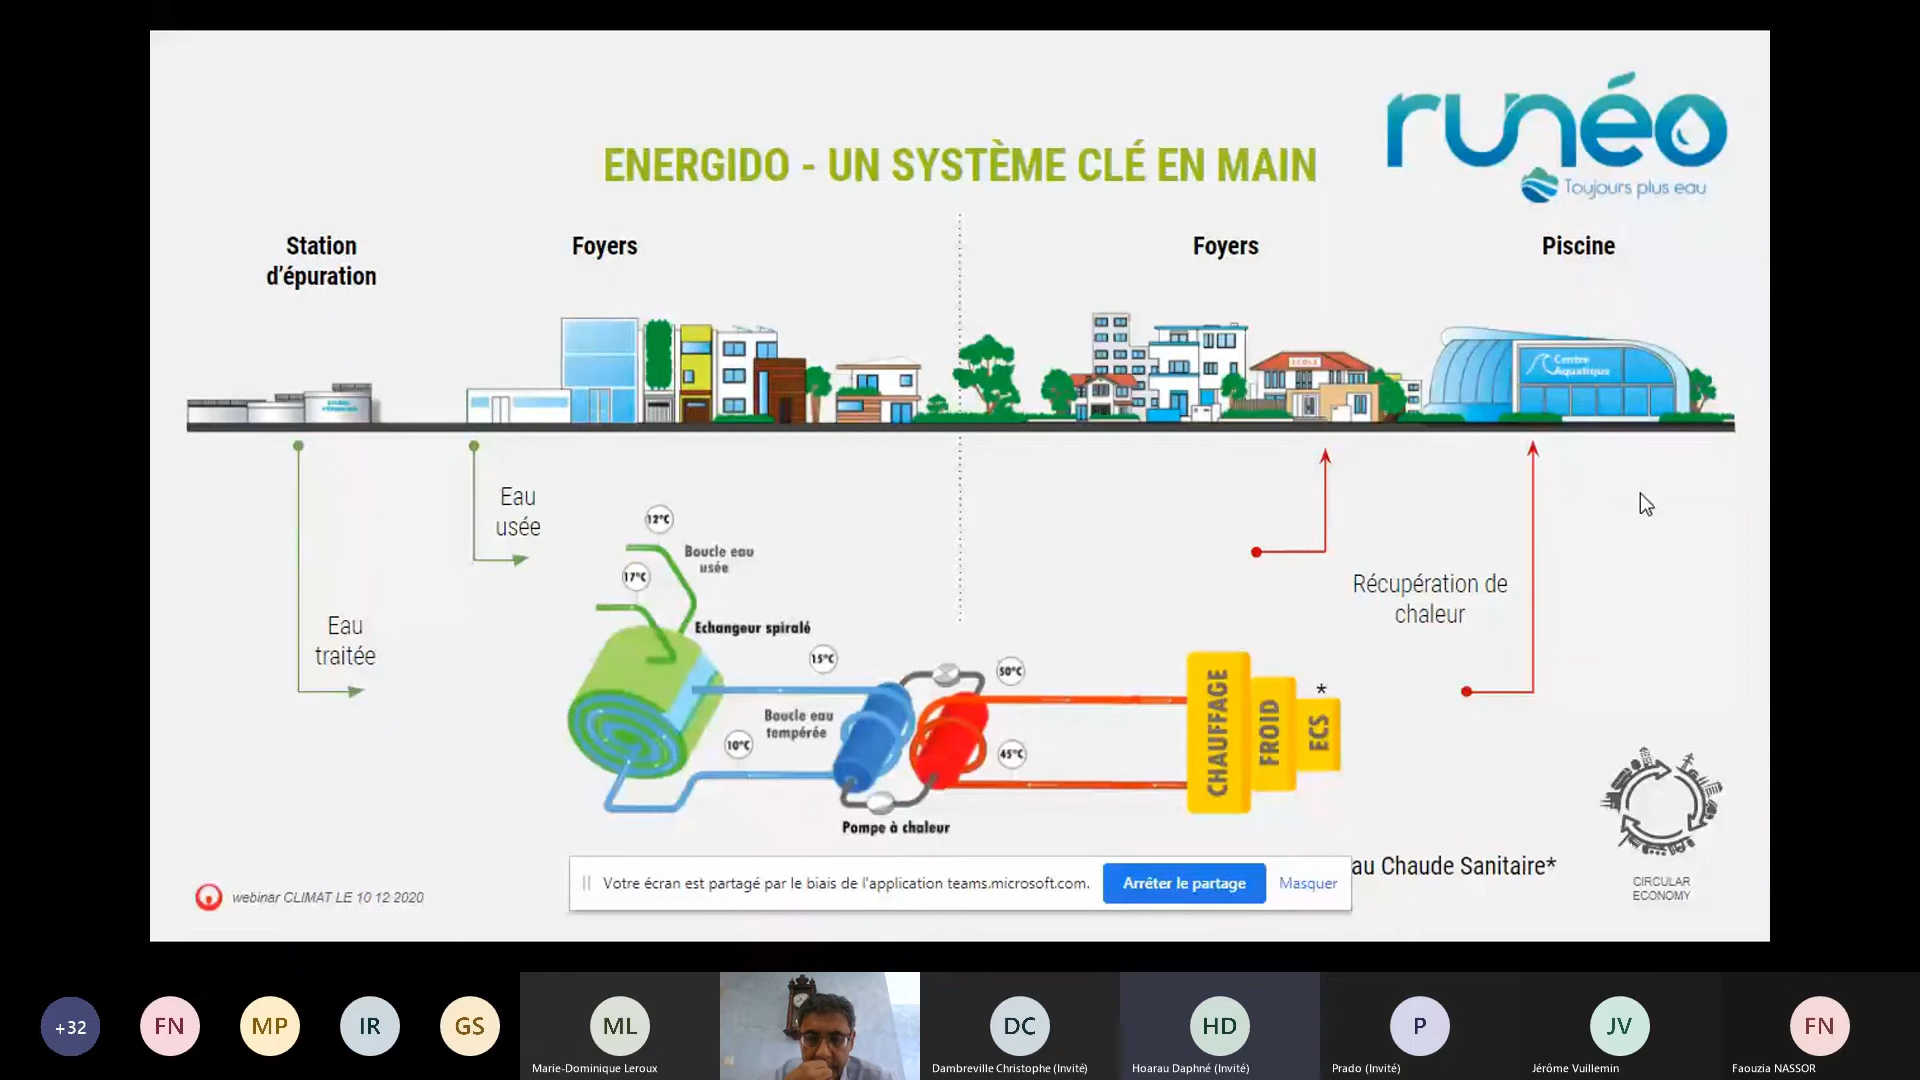 runéo
Toujours plus eau
ENERGIDO - UN SYSTÈME CLÉ EN MAIN
Station
d'épuration
Foyers
Foyers
Piscine
ECOLE
Centre
Aquatique
Eau
usée
Eau
traitée
12°C
Boucle eau
usée
17°C
Echangeur spiralé
15°C
Boucle eau
tempérée
10°C
50°C
45°C
Pompe à chaleur
CHAUFFAGE
FROID
ECS
*
Récupération de
chaleur
au Chaude Sanitaire*
CIRCULAR
ECONOMY
webinar CLIMAT LE 10 12 2020
Votre écran est partagé par le biais de l'application teams.microsoft.com.
Arrêter le partage
Masquer
+32
FN
MP
IR
GS
ML
Marie-Dominique Leroux
DC
Dambreville Christophe (Invité)
HD
Hoarau Daphné (Invité)
P
Prado (Invité)
JV
Jérôme Vuillemin
FN
Faouzia NASSOR